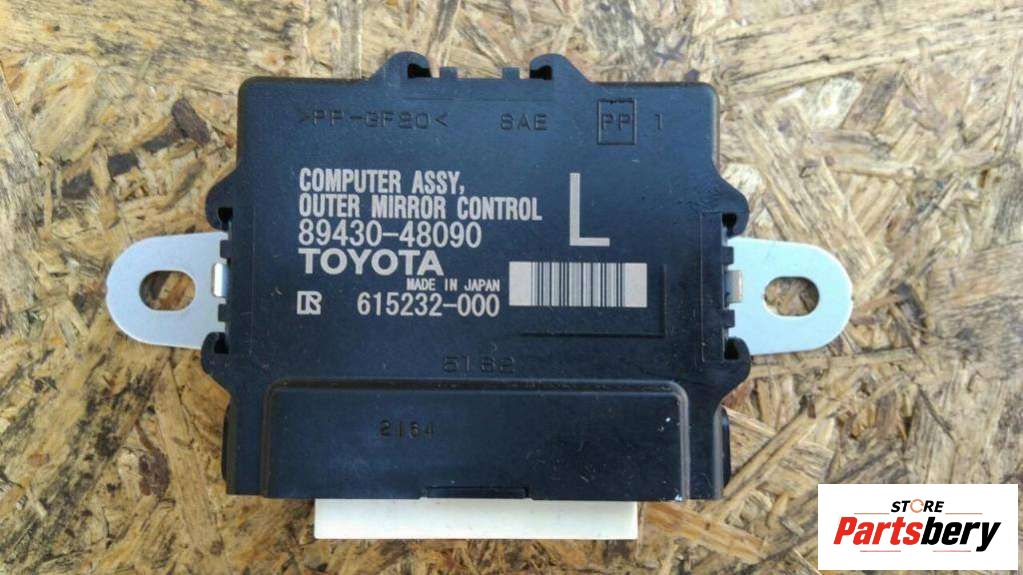 >PP-GF20< SAE PP 1
COMPUTER ASSY,
OUTER MIRROR CONTROL L
89430-48090
TOYOTA
MADE IN JAPAN
615232-000
5182
2164
STORE
Partsbery